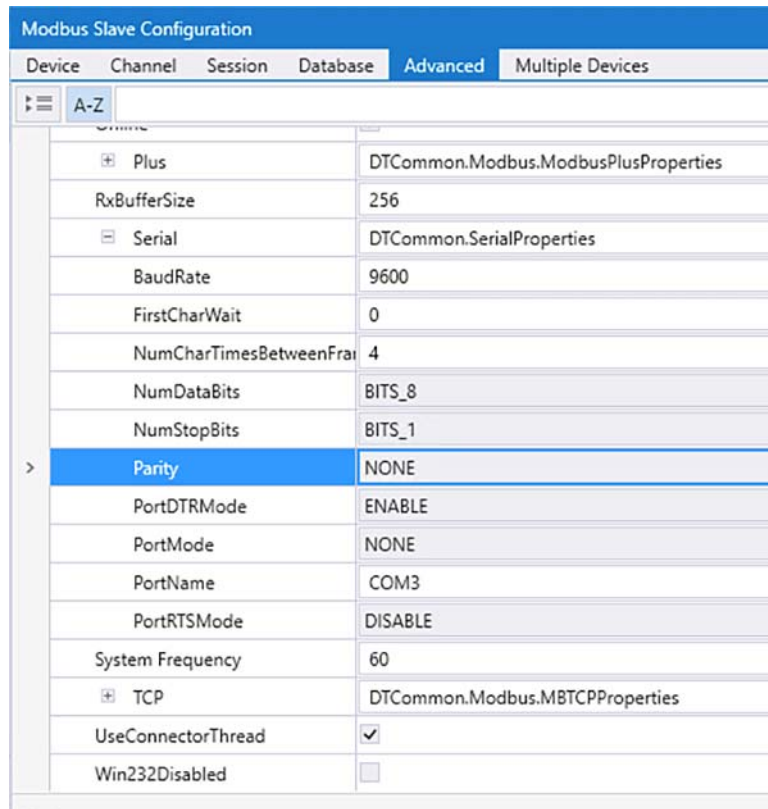 Modbus Slave Configuration
Device Channel Session Database Advanced Multiple Devices
A-Z
Online
Plus DTCommon.Modbus.ModbusPlusProperties
RxBufferSize 256
Serial DTCommon.SerialProperties
BaudRate 9600
FirstCharWait 0
NumCharTimesBetweenFrai 4
NumDataBits BITS_8
NumStopBits BITS_1
> Parity NONE
PortDTRMode ENABLE
PortMode NONE
PortName COM3
PortRTSMode DISABLE
System Frequency 60
TCP DTCommon.Modbus.MBTCPProperties
UseConnectorThread
Win232Disabled